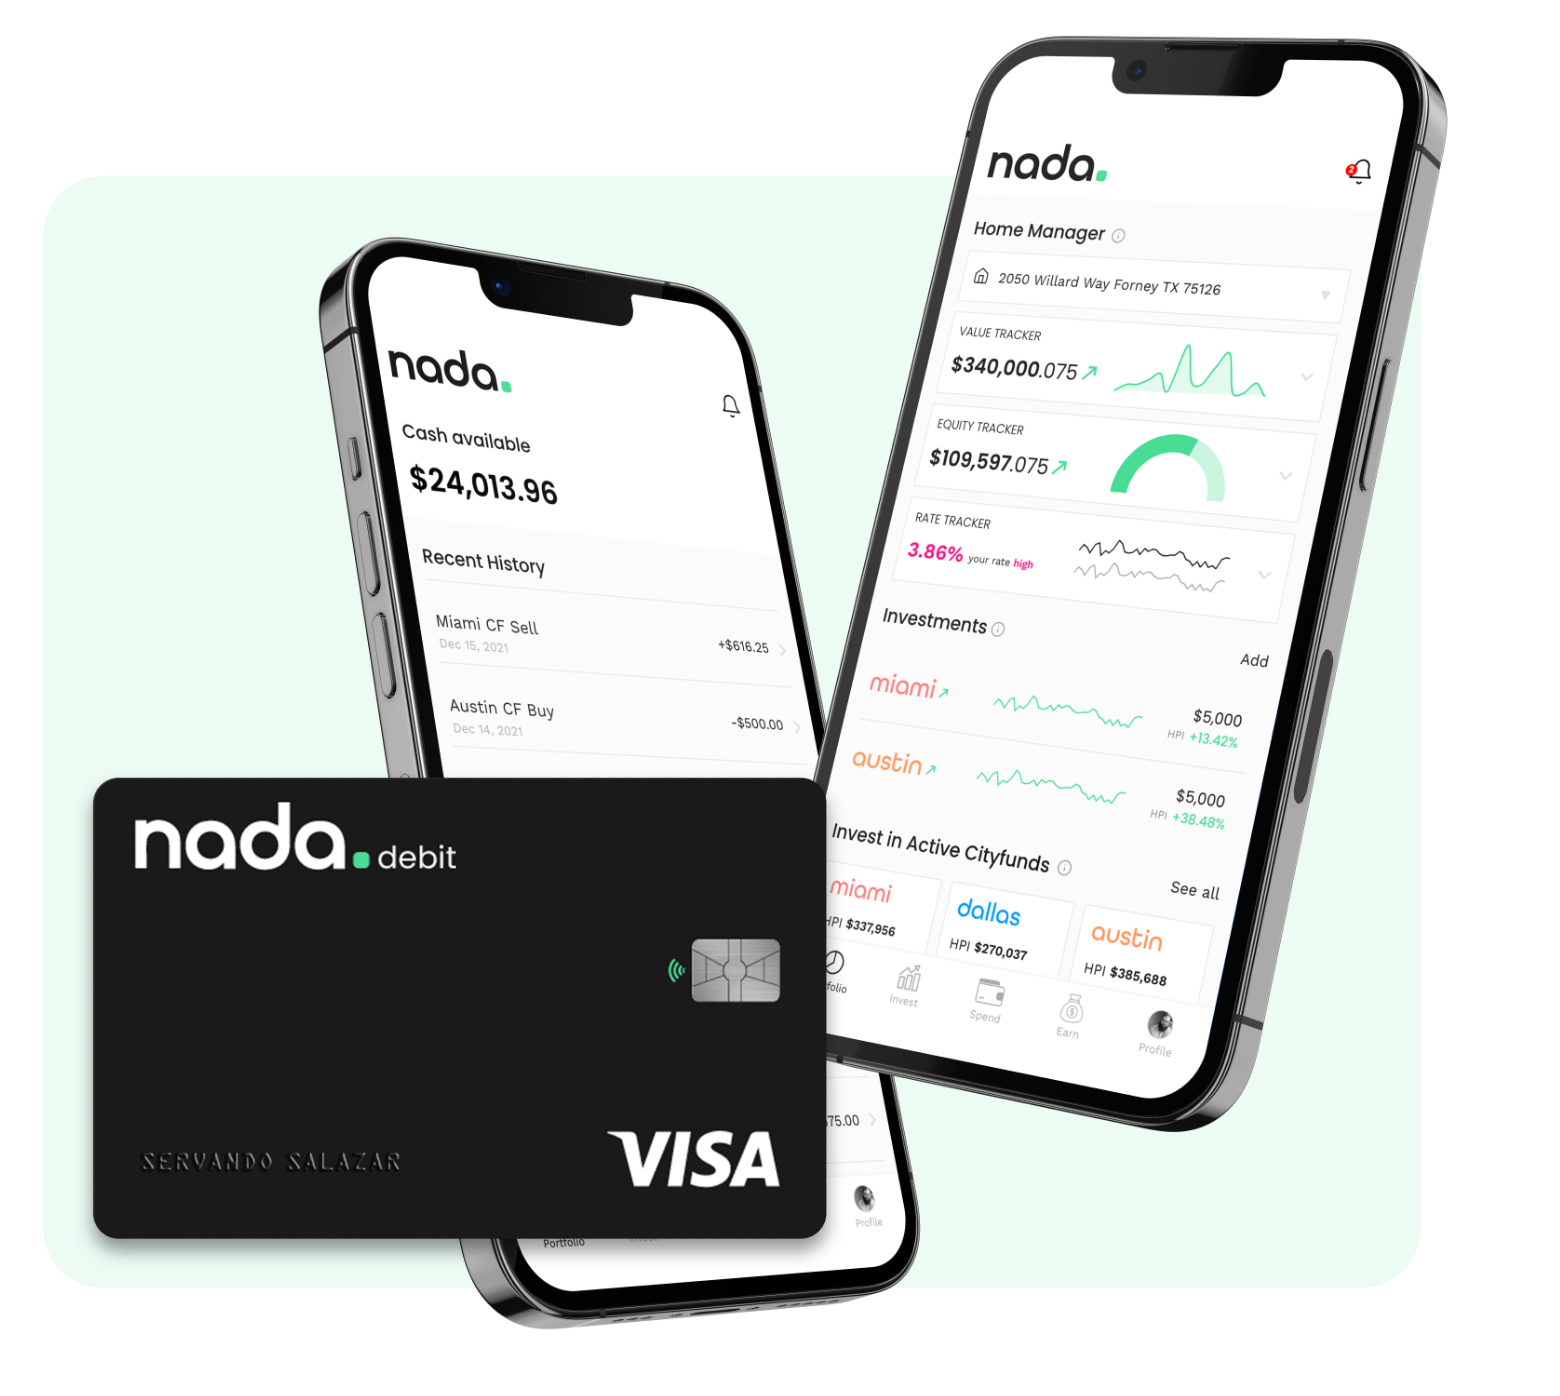 nada.
Cash available
$24,013.96
Recent History
Miami CF Sell
Dec 15, 2021
+$616.25
Austin CF Buy
Dec 14, 2021
-$500.00
75.00
Portfolio
Profile
nada.
2
Home Manager
2050 Willard Way Forney TX 75126
VALUE TRACKER
$340,000.075
EQUITY TRACKER
$109,597.075
RATE TRACKER
3.86% your rate high
Investments
Add
miami
$5,000
HPI +13.42%
austin
$5,000
HPI +38.48%
Invest in Active Cityfunds
See all
miami
HPI $337,956
dallas
HPI $270,037
austin
HPI $385,688
folio
Invest
Spend
Earn
Profile
nada. debit
SERVANDO SALAZAR
VISA